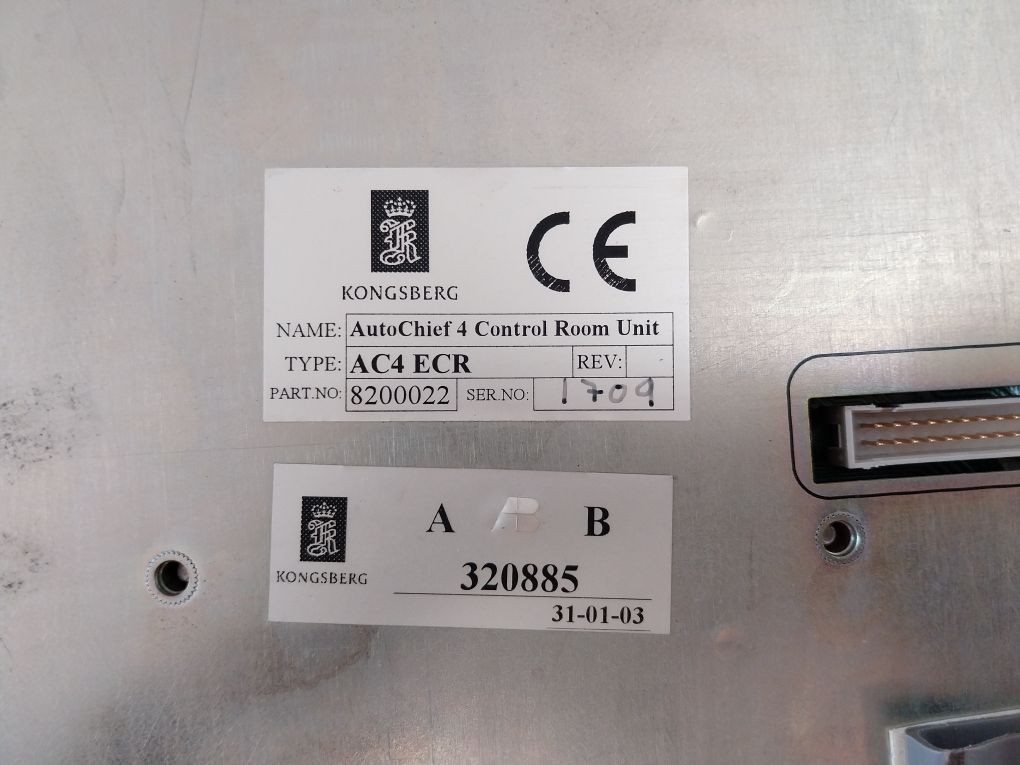 CE
KONGSBERG
NAME: AutoChief 4 Control Room Unit
TYPE: AC4 ECR REV:
PART.NO: 8200022 SER.NO: 1709
A AB B
KONGSBERG
320885
31-01-03